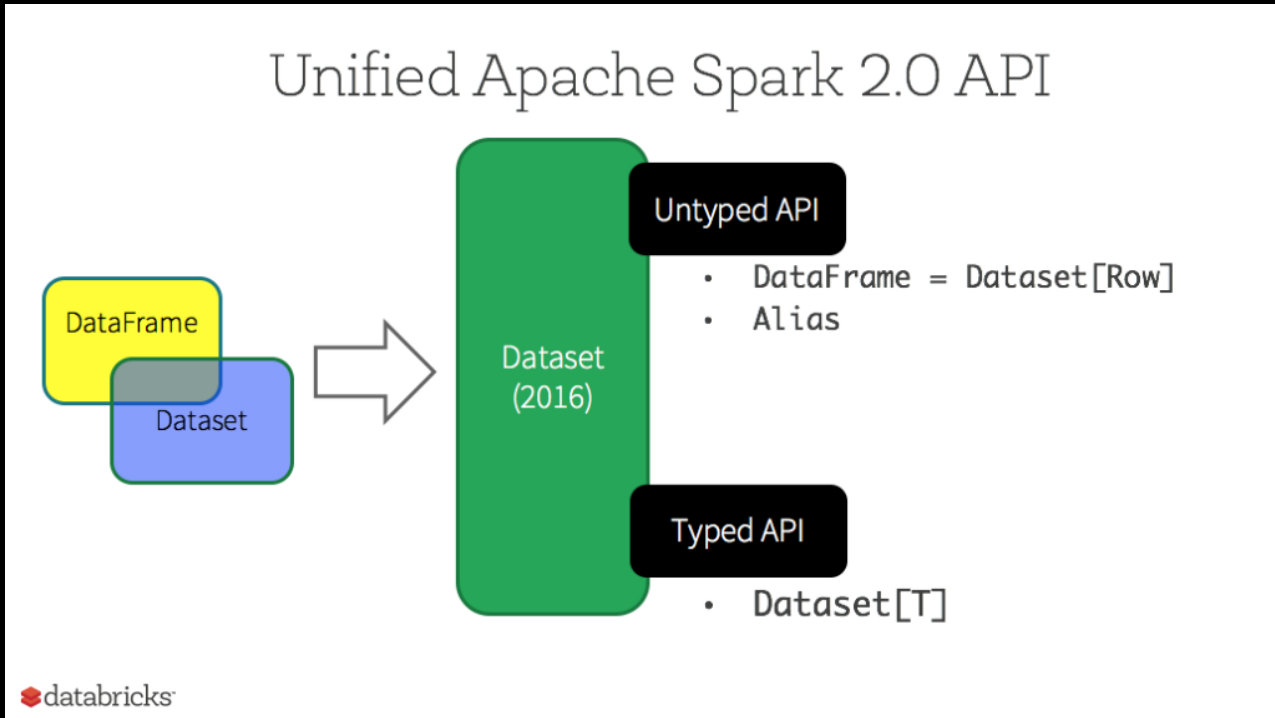 Unified Apache Spark 2.0 API
DataFrame
Dataset
Dataset
(2016)
Untyped API
• DataFrame = Dataset[Row]
• Alias
Typed API
• Dataset[T]
databricks